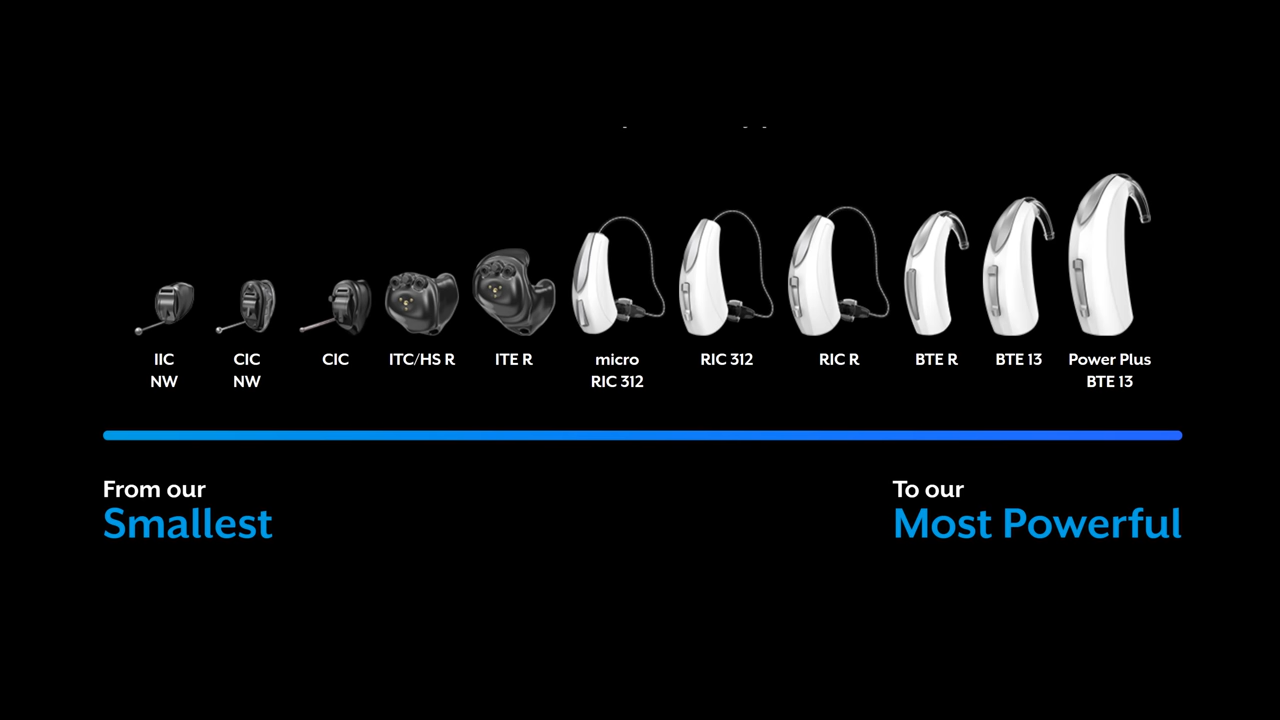 IIC
NW
CIC
NW
CIC
ITC/HS R
ITE R
micro
RIC 312
RIC 312
RIC R
BTE R
BTE 13
Power Plus
BTE 13
From our
Smallest
To our
Most Powerful